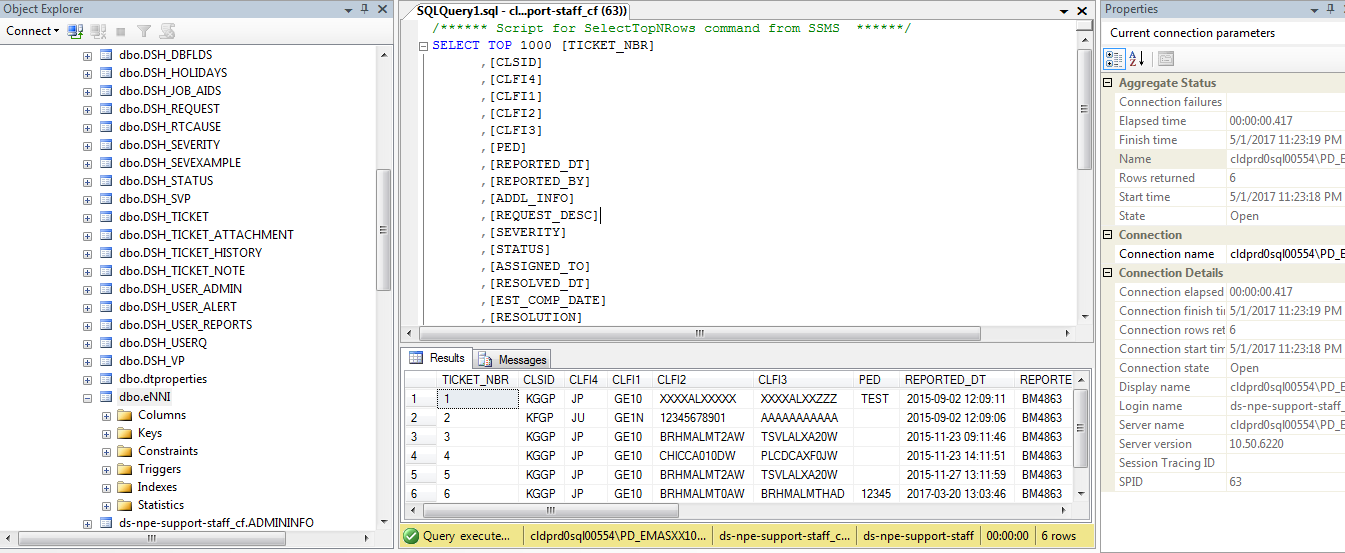 Object Explorer
Connect
dbo.DSH_DBFLDS
dbo.DSH_HOLIDAYS
dbo.DSH_JOB_AIDS
dbo.DSH_REQUEST
dbo.DSH_RTCAUSE
dbo.DSH_SEVERITY
dbo.DSH_SEVEXAMPLE
dbo.DSH_STATUS
dbo.DSH_SVP
dbo.DSH_TICKET
dbo.DSH_TICKET_ATTACHMENT
dbo.DSH_TICKET_HISTORY
dbo.DSH_TICKET_NOTE
dbo.DSH_USER_ADMIN
dbo.DSH_USER_ALERT
dbo.DSH_USER_REPORTS
dbo.DSH_USERQ
dbo.DSH_VP
dbo.dtproperties
dbo.eNNI
Columns
Keys
Constraints
Triggers
Indexes
Statistics
ds-npe-support-staff_cf.ADMININFO
SQLQuery1.sql - cl...port-staff_cf (63))
/****** Script for SelectTopNRows command from SSMS ******/
SELECT TOP 1000 [TICKET_NBR]
,[CLSID]
,[CLFI4]
,[CLFI1]
,[CLFI2]
,[CLFI3]
,[PED]
,[REPORTED_DT]
,[REPORTED_BY]
,[ADDL_INFO]
,[REQUEST_DESC]
,[SEVERITY]
,[STATUS]
,[ASSIGNED_TO]
,[RESOLVED_DT]
,[EST_COMP_DATE]
,[RESOLUTION]
Results Messages
TICKET_NBR CLSID CLFI4 CLFI1 CLFI2 CLFI3 PED REPORTED_DT REPORTE
1 1 KGGP JP GE10 XXXXALXXXXX XXXXALXXZZZ TEST 2015-09-02 12:09:11 BM4863
2 2 KFGP JU GE1N 12345678901 AAAAAAAAAAA 2015-09-02 12:09:06 BM4863
3 3 KGGP JP GE10 BRHMALMT2AW TSVLALXA20W 2015-11-23 09:11:46 BM4863
4 4 KGGP JP GE10 CHICCA010DW PLCDCAXF0JW 2015-11-23 14:11:51 BM4863
5 5 KGGP JP GE10 BRHMALMT2AW TSVLALXA20W 2015-11-27 13:11:59 BM4863
6 6 KGGP JP GE10 BRHMALMT0AW BRHMALMTHAD 12345 2017-03-20 13:03:46 BM4863
Query execute... cldprd0sql00554\PD_EMASXX10... ds-npe-support-staff_c... ds-npe-support-staff 00:00:00 6 rows
Properties
Current connection parameters
Aggregate Status
Connection failures
Elapsed time 00:00:00.417
Finish time 5/1/2017 11:23:19 PM
Name cldprd0sql00554\PD_EM
Rows returned 6
Start time 5/1/2017 11:23:18 PM
State Open
Connection
Connection name cldprd0sql00554\PD_EM
Connection Details
Connection elapsed 00:00:00.417
Connection finish tir 5/1/2017 11:23:19 PM
Connection rows ret 6
Connection start tim 5/1/2017 11:23:18 PM
Connection state Open
Display name cldprd0sql00554\PD_EM
Login name ds-npe-support-staff_
Server name cldprd0sql00554\PD_EM
Server version 10.50.6220
Session Tracing ID
SPID 63